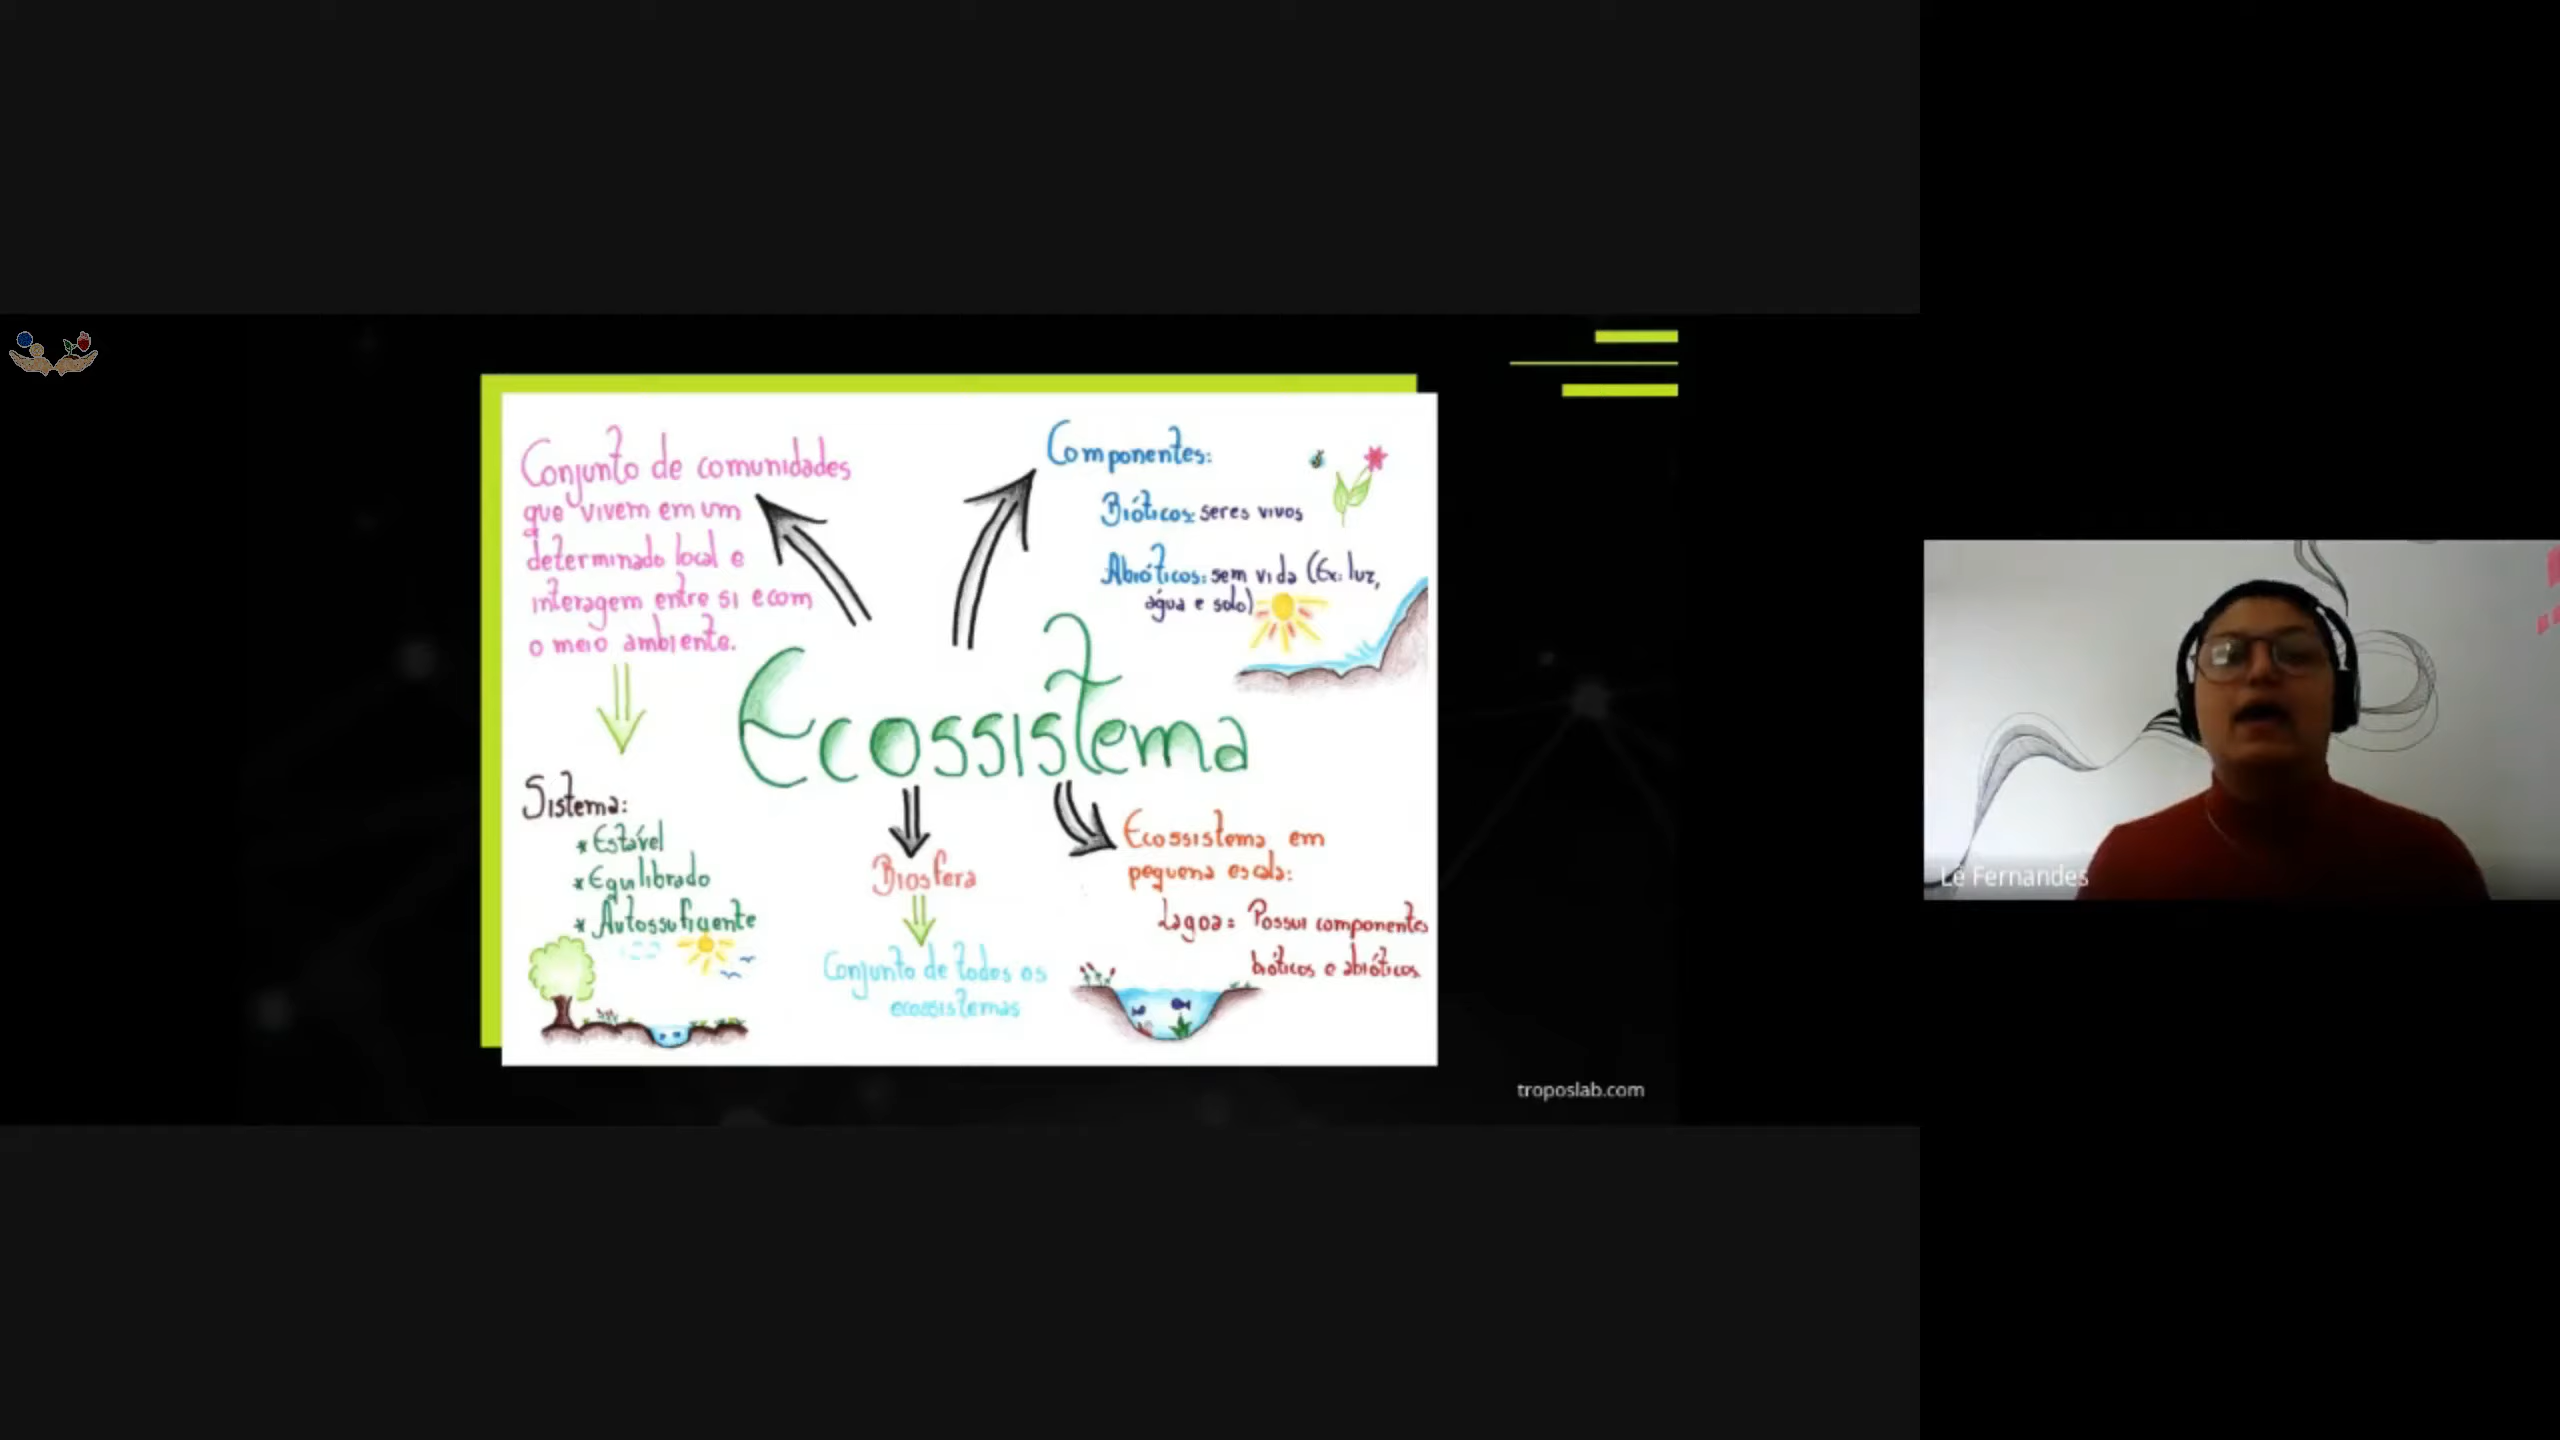 Conjunto de comunidades
que vivem em um
determinado local e
interagem entre si e com
o meio ambiente.
Sistema:
* Estável
* Equilibrado
* Autossuficiente
Componentes:
Bióticos: seres vivos
Abióticos: sem vida (Ex: luz,
água e solo)
Ecossistema
Biosfera
Conjunto de todos os
ecossistemas
Ecossistema em
pequena escala:
Lagoa = Possui componentes
bióticos e abióticos
troposlab.com
Lê Fernandes